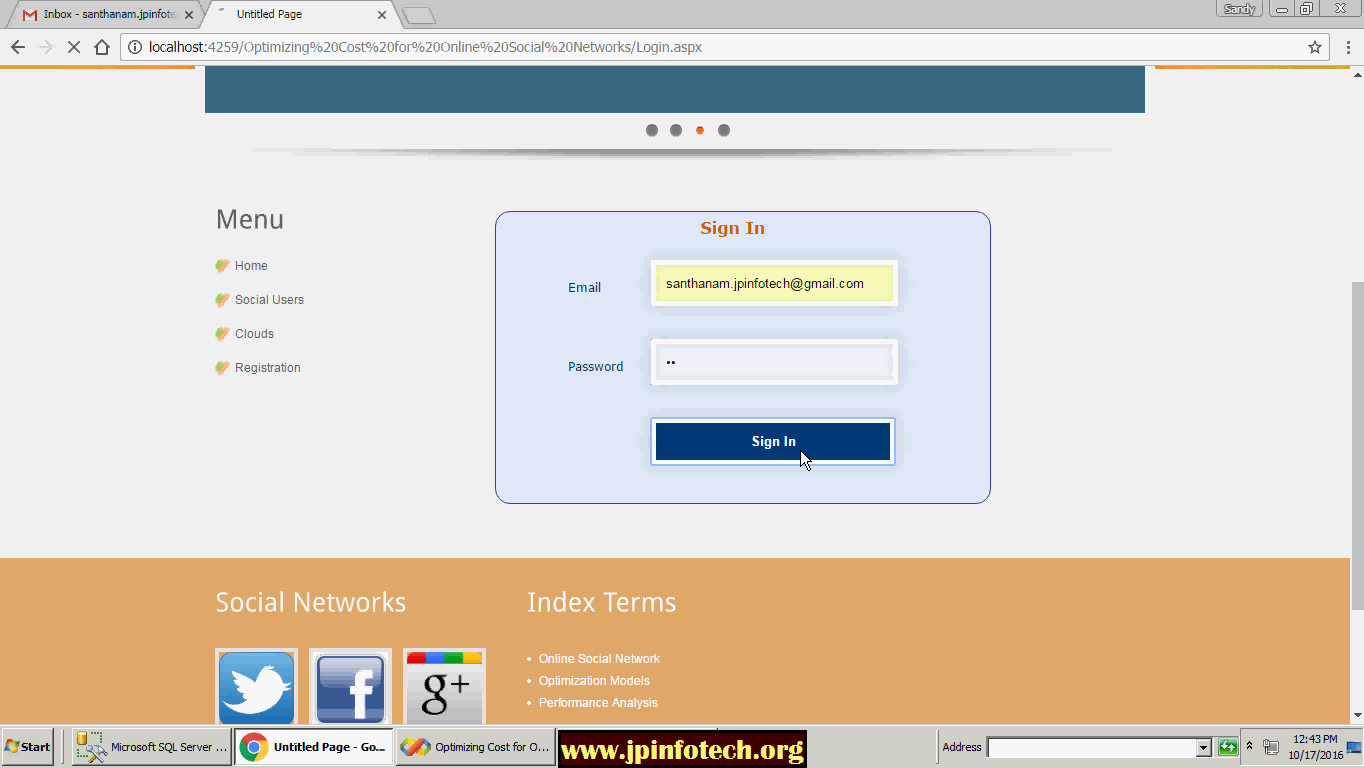 Inbox - santhanam.jpinfote
Untitled Page
Sandy
localhost:4259/Optimizing%20Cost%20for%20Online%20Social%20Networks/Login.aspx
Menu
Home
Social Users
Clouds
Registration
Sign In
Email
santhanam.jpinfotech@gmail.com
Password
••
Sign In
Social Networks
Index Terms
f
g+
• Online Social Network
• Optimization Models
• Performance Analysis
Start
Microsoft SQL Server ...
Untitled Page - Go...
Optimizing Cost for O...
www.jpinfotech.org
Address
12:43 PM
10/17/2016